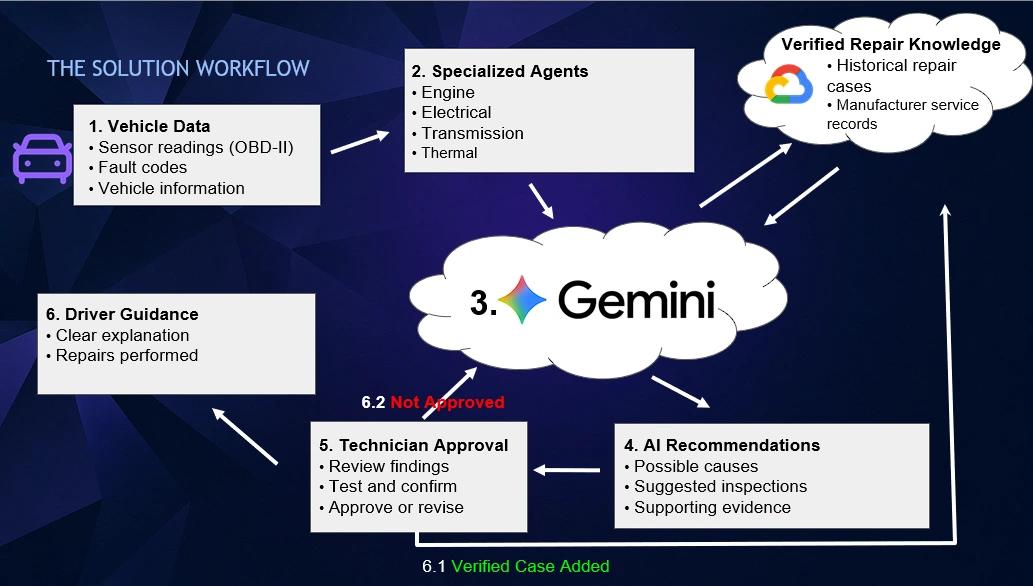 THE SOLUTION WORKFLOW
1. Vehicle Data
• Sensor readings (OBD-II)
• Fault codes
• Vehicle information
2. Specialized Agents
• Engine
• Electrical
• Transmission
• Thermal
Verified Repair Knowledge
• Historical repair
cases
• Manufacturer service
records
3. Gemini
6. Driver Guidance
• Clear explanation
• Repairs performed
6.2 Not Approved
5. Technician Approval
• Review findings
• Test and confirm
• Approve or revise
4. AI Recommendations
• Possible causes
• Suggested inspections
• Supporting evidence
6.1 Verified Case Added